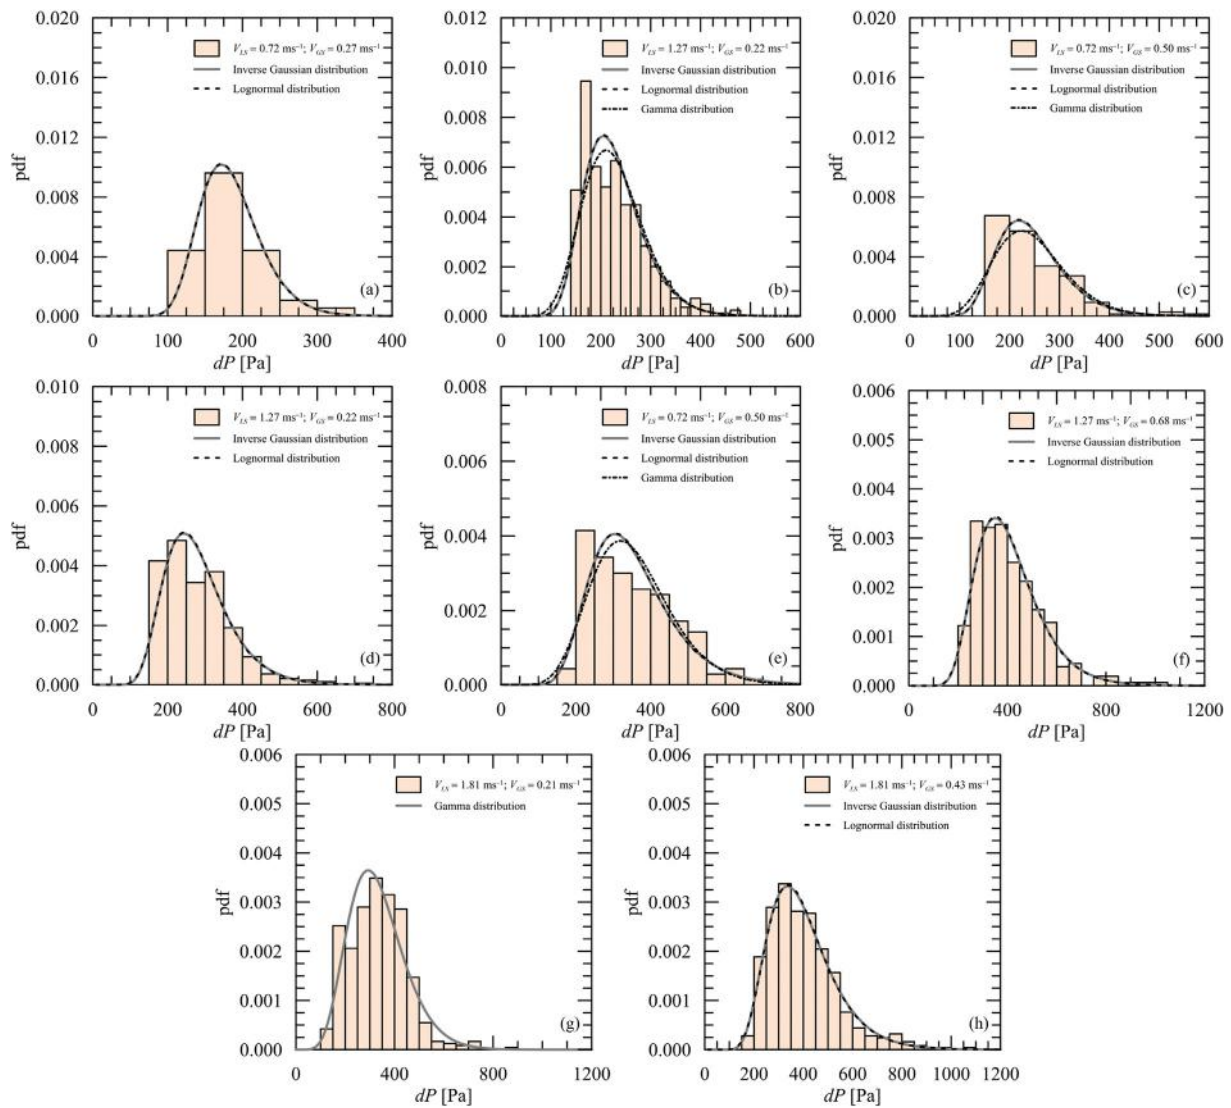 0.020
0.016
0.012
0.008
0.004
0.000
pdf
V_LS = 0.72 ms⁻¹; V_GS = 0.27 ms⁻¹
Inverse Gaussian distribution
Lognormal distribution
(a)
0 100 200 300 400
dP [Pa]
0.012
0.010
0.008
0.006
0.004
0.002
0.000
pdf
V_LS = 1.27 ms⁻¹; V_GS = 0.22 ms⁻¹
Inverse Gaussian distribution
Lognormal distribution
Gamma distribution
(b)
0 100 200 300 400 500 600
dP [Pa]
0.020
0.016
0.012
0.008
0.004
0.000
pdf
V_LS = 0.72 ms⁻¹; V_GS = 0.50 ms⁻¹
Inverse Gaussian distribution
Lognormal distribution
Gamma distribution
(c)
0 100 200 300 400 500 600
dP [Pa]
0.010
0.008
0.006
0.004
0.002
0.000
pdf
V_LS = 1.27 ms⁻¹; V_GS = 0.22 ms⁻¹
Inverse Gaussian distribution
Lognormal distribution
(d)
0 200 400 600 800
dP [Pa]
0.008
0.006
0.004
0.002
0.000
pdf
V_LS = 0.72 ms⁻¹; V_GS = 0.50 ms⁻¹
Inverse Gaussian distribution
Lognormal distribution
Gamma distribution
(e)
0 200 400 600 800
dP [Pa]
0.006
0.005
0.004
0.003
0.002
0.001
0.000
pdf
V_LS = 1.27 ms⁻¹; V_GS = 0.68 ms⁻¹
Inverse Gaussian distribution
Lognormal distribution
(f)
0 400 800 1200
dP [Pa]
0.006
0.005
0.004
0.003
0.002
0.001
0.000
pdf
V_LS = 1.81 ms⁻¹; V_GS = 0.21 ms⁻¹
Gamma distribution
(g)
0 400 800 1200
dP [Pa]
0.006
0.005
0.004
0.003
0.002
0.001
0.000
pdf
V_LS = 1.81 ms⁻¹; V_GS = 0.43 ms⁻¹
Inverse Gaussian distribution
Lognormal distribution
(h)
0 200 400 600 800 1000 1200
dP [Pa]